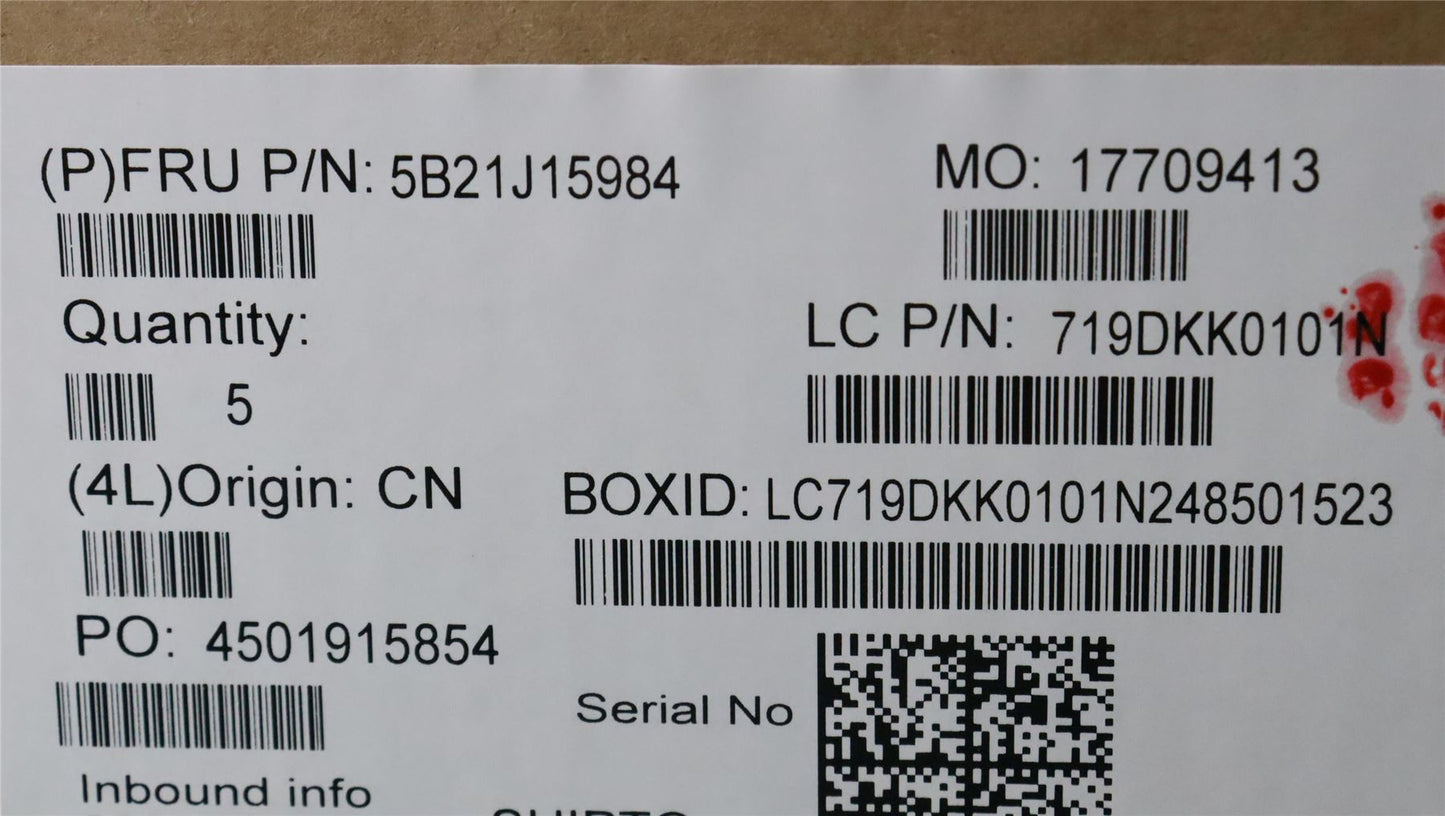 (P)FRU P/N: 5B21J15984
MO: 17709413
Quantity:
5
LC P/N: 719DKK0101N
(4L)Origin: CN
BOXID: LC719DKK0101N248501523
PO: 4501915854
Serial No
Inbound info